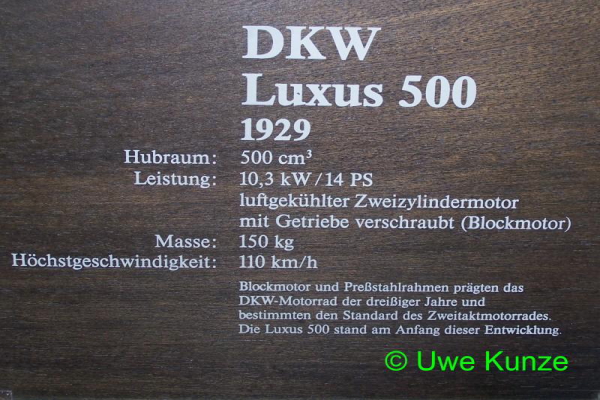 DKW
Luxus 500
1929
Hubraum: 500 cm³
Leistung: 10,3 kW/14 PS
luftgekühlter Zweizylindermotor
mit Getriebe verschraubt (Blockmotor)
Masse: 150 kg
Höchstgeschwindigkeit: 110 km/h
Blockmotor und Preßstahlrahmen prägten das
DKW-Motorrad der dreißiger Jahre und
bestimmten den Standard des Zweitaktmotorrades.
Die Luxus 500 stand am Anfang dieser Entwicklung.
© Uwe Kunze